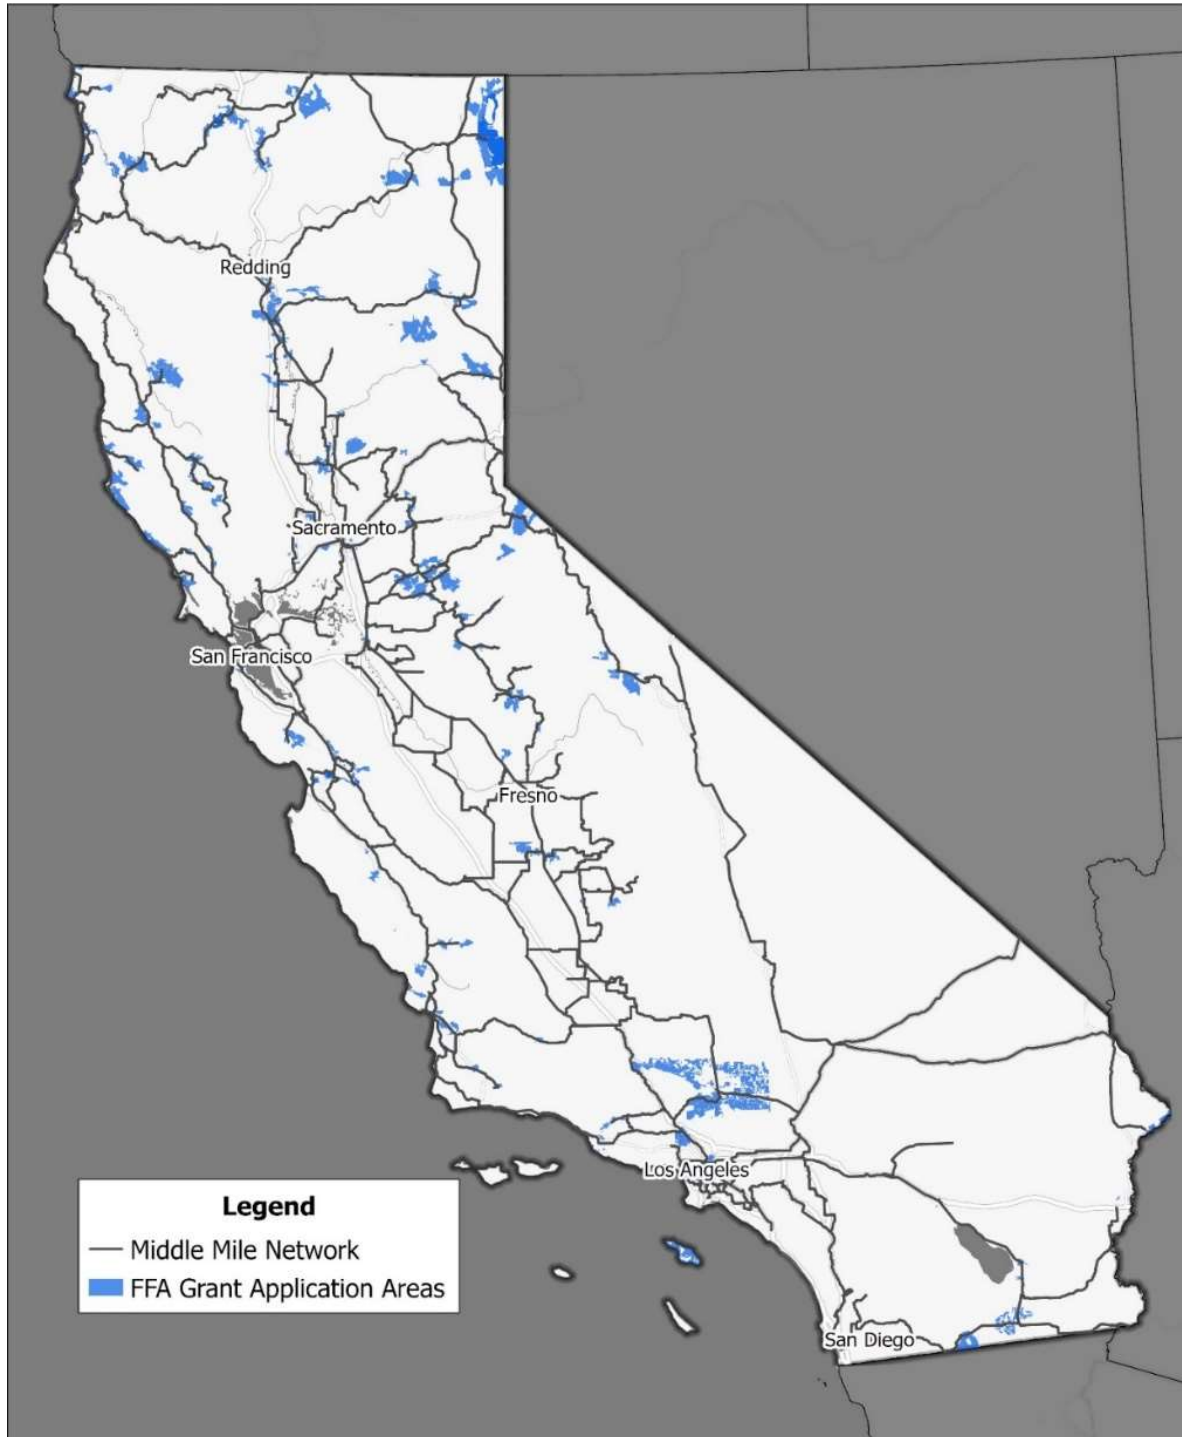 Redding
Sacramento
San Francisco
Fresno
Los Angeles
San Diego
Legend
Middle Mile Network
FFA Grant Application Areas